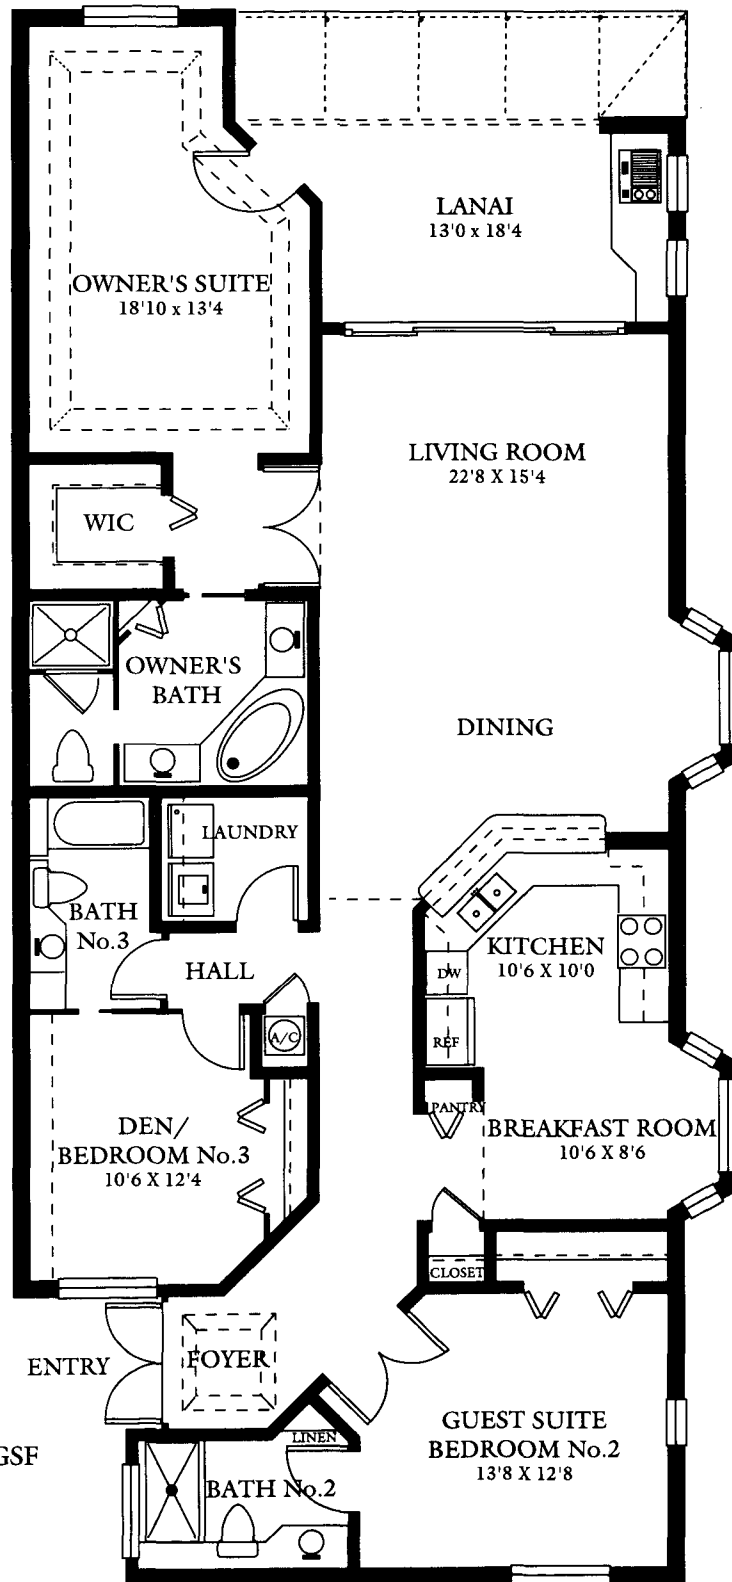 LANAI
13'0 x 18'4
OWNER'S SUITE
18'10 x 13'4
LIVING ROOM
22'8 X 15'4
WIC
OWNER'S
BATH
DINING
LAUNDRY
BATH
No.3
KITCHEN
10'6 X 10'0
HALL
DW
A/C
REF
PANTRY
DEN/
BEDROOM No.3
10'6 X 12'4
BREAKFAST ROOM
10'6 X 8'6
CLOSET
ENTRY
FOYER
GUEST SUITE
BEDROOM No.2
13'8 X 12'8
LINEN
GSF
BATH No.2